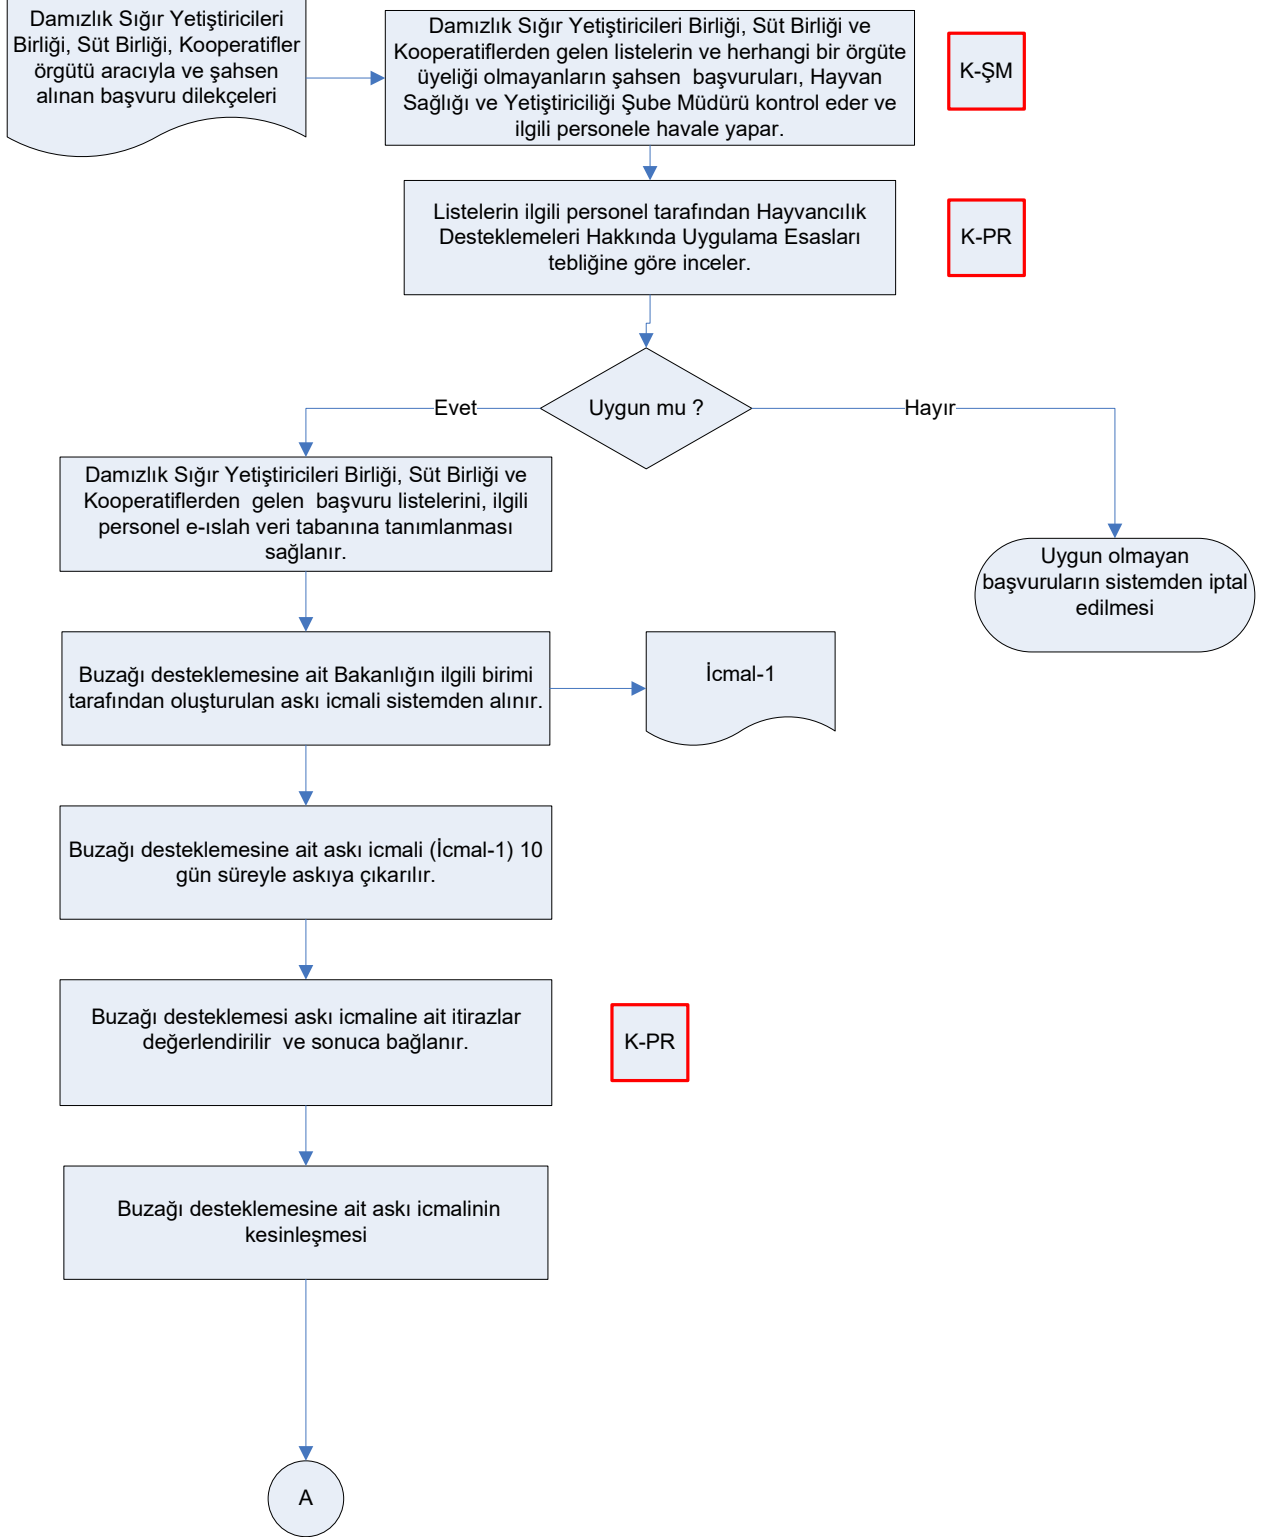 Damızlık Sığır Yetiştiricileri
Birliği, Süt Birliği, Kooperatifler
örgütü aracıyla ve şahsen
alınan başvuru dilekçeleri
Damızlık Sığır Yetiştiricileri Birliği, Süt Birliği ve
Kooperatiflerden gelen listelerin ve herhangi bir örgüte
üyeliği olmayanların şahsen başvuruları, Hayvan
Sağlığı ve Yetiştiriciliği Şube Müdürü kontrol eder ve
ilgili personele havale yapar.
K-ŞM
Listelerin ilgili personel tarafından Hayvancılık
Desteklemeleri Hakkında Uygulama Esasları
tebliğine göre inceler.
K-PR
Evet
Uygun mu ?
Hayır
Damızlık Sığır Yetiştiricileri Birliği, Süt Birliği ve
Kooperatiflerden gelen başvuru listelerini, ilgili
personel e-ıslah veri tabanına tanımlanması
sağlanır.
Uygun olmayan
başvuruların sistemden iptal
edilmesi
Buzağı desteklemesine ait Bakanlığın ilgili birimi
tarafından oluşturulan askı icmali sistemden alınır.
İcmal-1
Buzağı desteklemesine ait askı icmali (İcmal-1) 10
gün süreyle askıya çıkarılır.
Buzağı desteklemesi askı icmaline ait itirazlar
değerlendirilir ve sonuca bağlanır.
K-PR
Buzağı desteklemesine ait askı icmalinin
kesinleşmesi
A